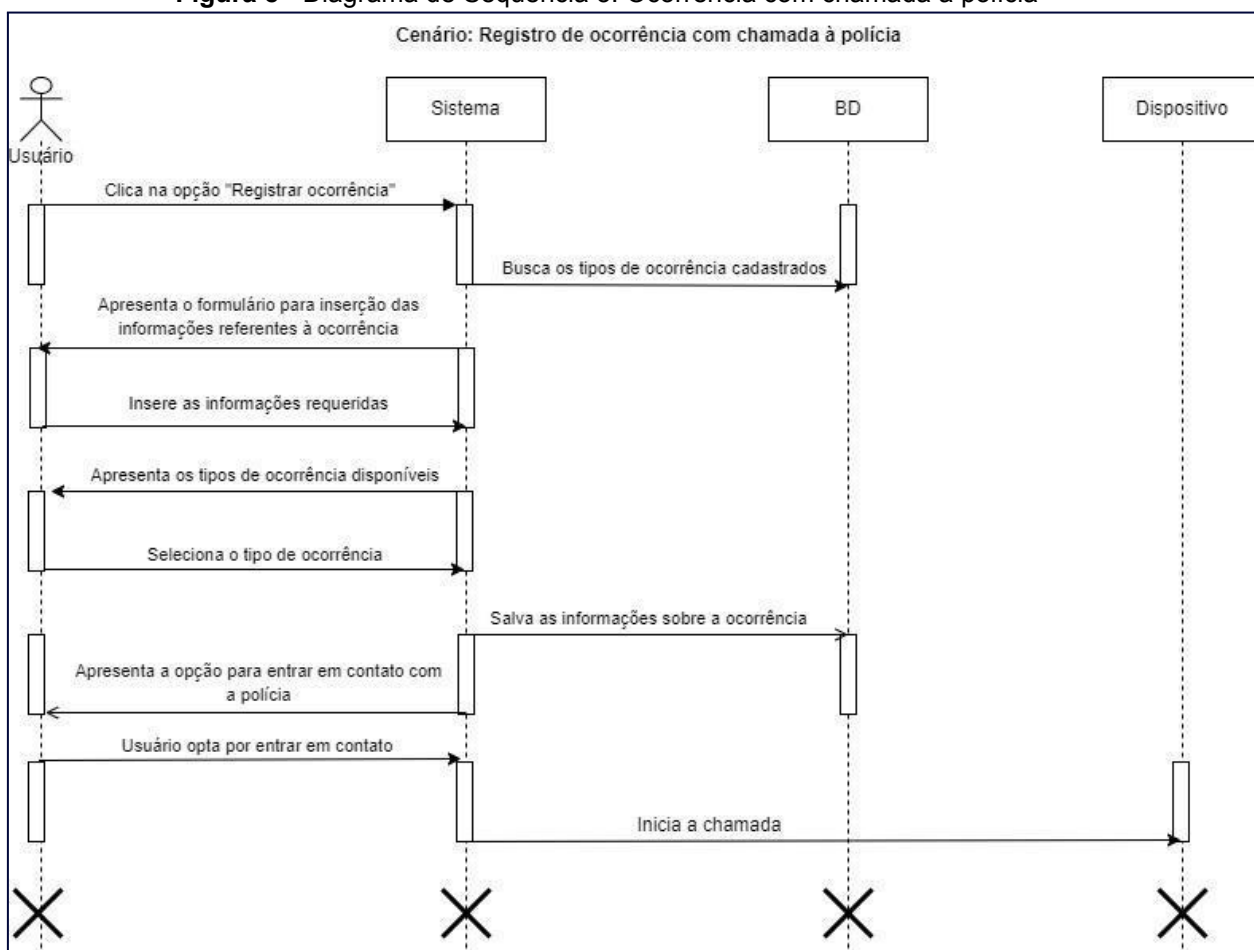 Cenário: Registro de ocorrência com chamada à polícia
Usuário
Sistema
BD
Dispositivo
Clica na opção "Registrar ocorrência"
Busca os tipos de ocorrência cadastrados
Apresenta o formulário para inserção das
informações referentes à ocorrência
Insere as informações requeridas
Apresenta os tipos de ocorrência disponíveis
Seleciona o tipo de ocorrência
Salva as informações sobre a ocorrência
Apresenta a opção para entrar em contato com
a polícia
Usuário opta por entrar em contato
Inicia a chamada